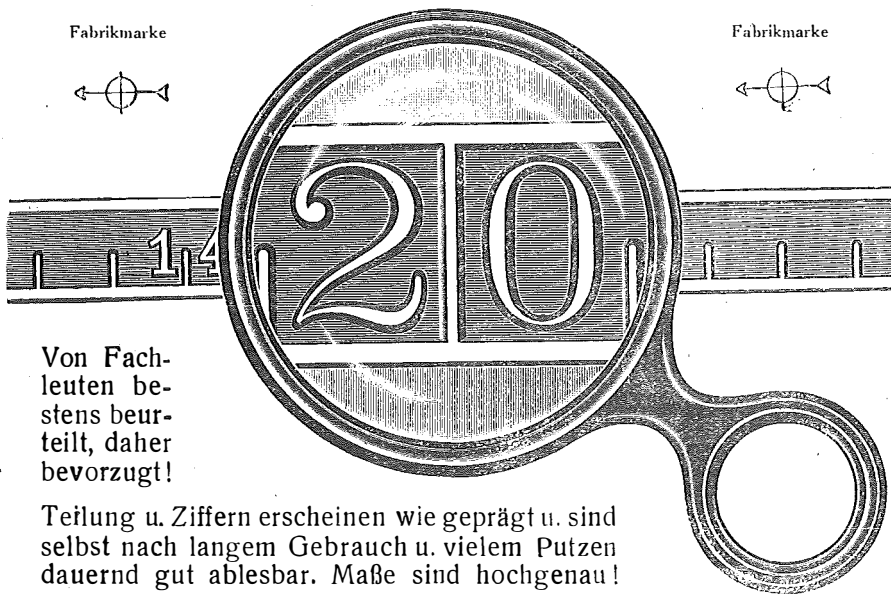 Fabrikmarke
Fabrikmarke
14
20
Von Fach-
leuten be-
stens beur-
teilt, daher
bevorzugt!
Teilung u. Ziffern erscheinen wie geprägt u. sind
selbst nach langem Gebrauch u. vielem Putzen
dauernd gut ablesbar. Maße sind hochgenau!